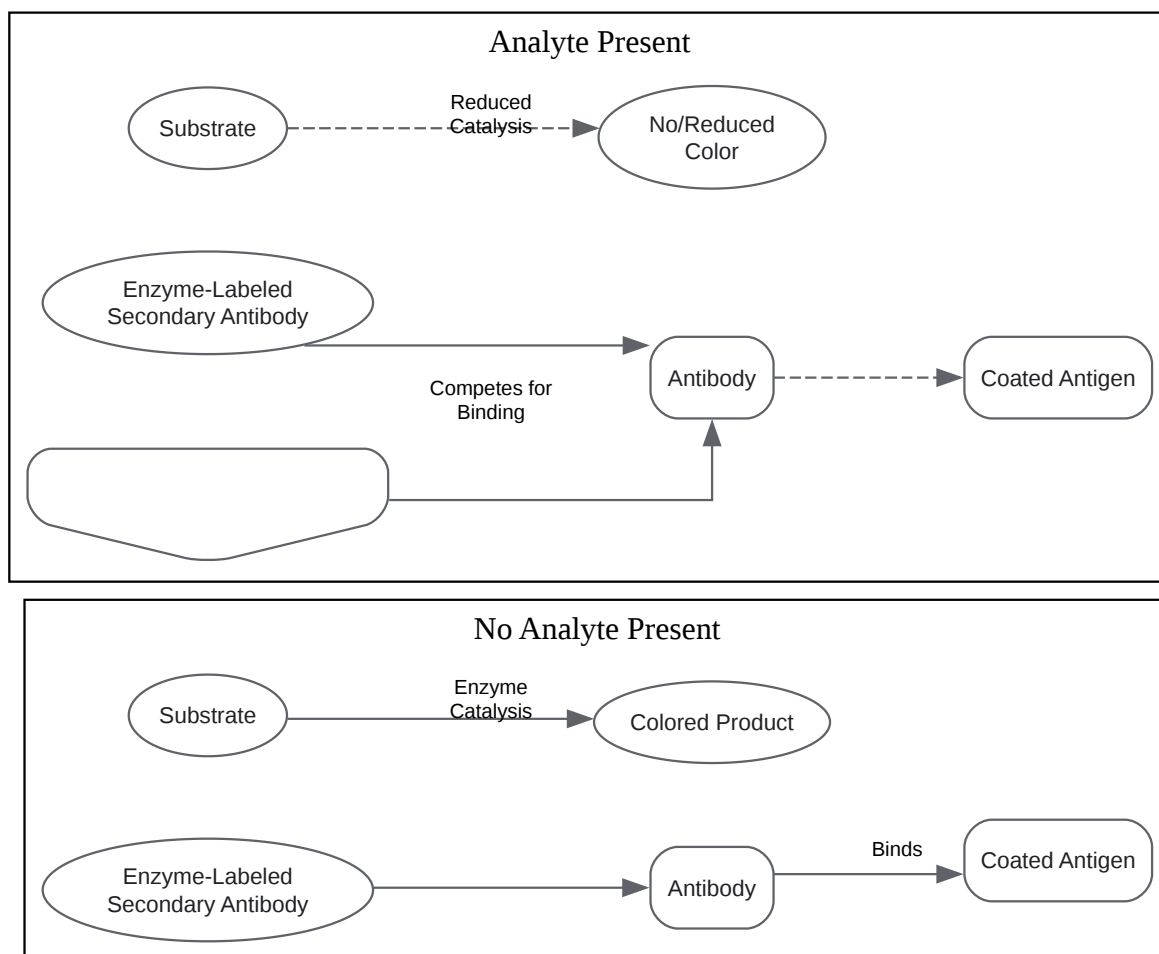 Analyte Present
Substrate
Reduced
Catalysis
No/Reduced
Color
Enzyme-Labeled
Secondary Antibody
Competes for
Binding
Antibody
Coated Antigen
No Analyte Present
Substrate
Enzyme
Catalysis
Colored Product
Enzyme-Labeled
Secondary Antibody
Antibody
Binds
Coated Antigen